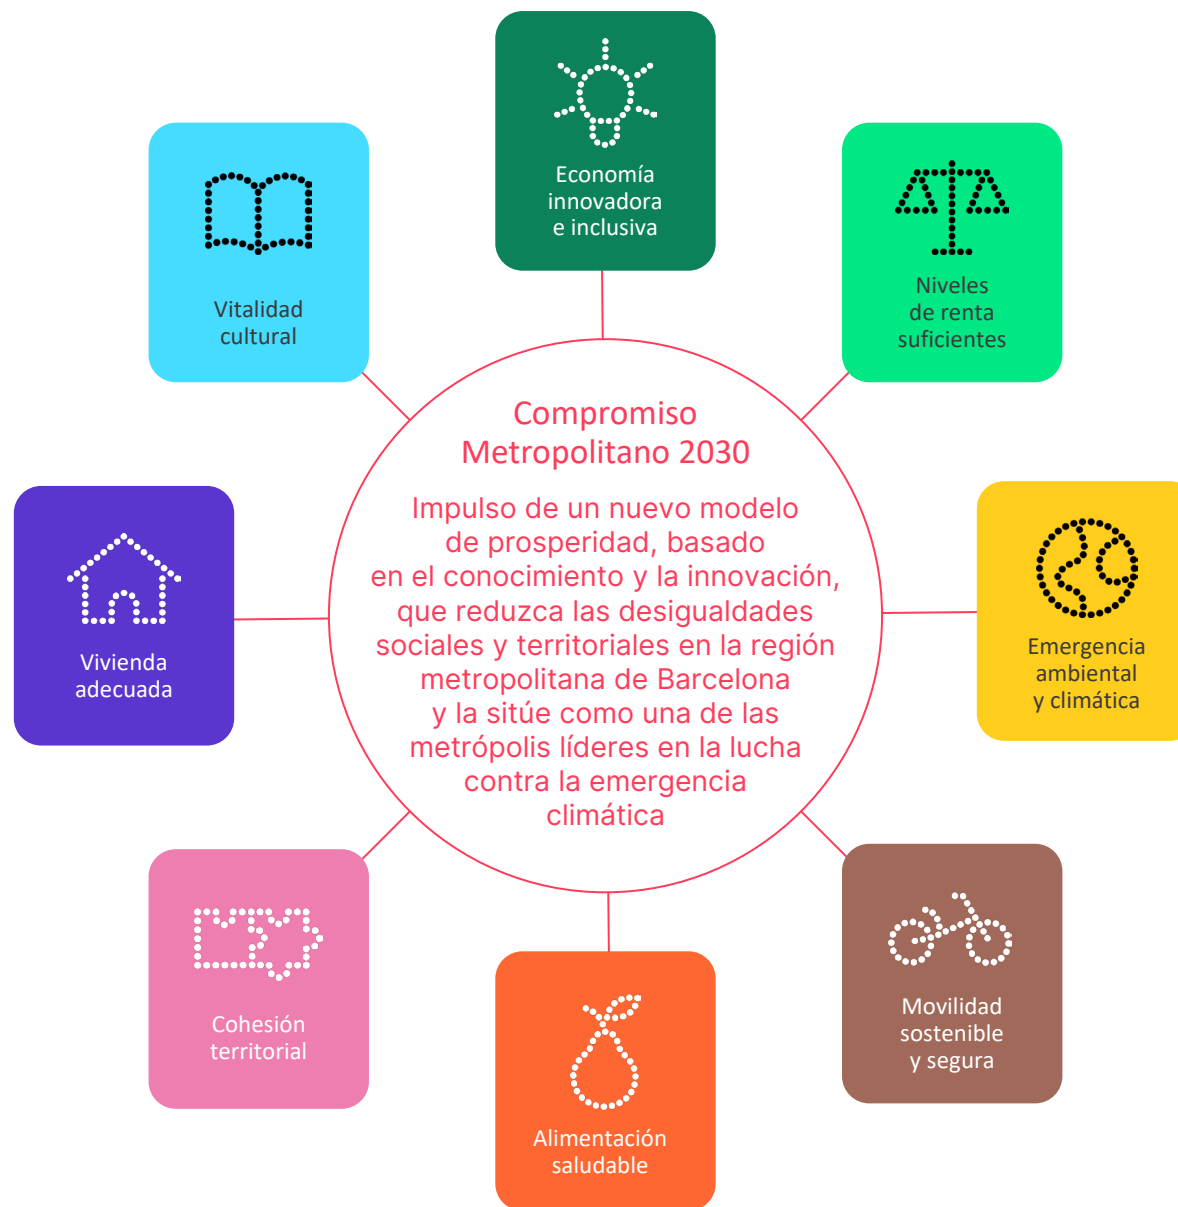 Economía
innovadora
e inclusiva
Vitalidad
cultural
Niveles
de renta
suficientes
Compromiso
Metropolitano 2030
Impulso de un nuevo modelo
de prosperidad, basado
en el conocimiento y la innovación,
que reduzca las desigualdades
sociales y territoriales en la región
metropolitana de Barcelona
y la sitúe como una de las
metrópolis líderes en la lucha
contra la emergencia
climática
Vivienda
adecuada
Emergencia
ambiental
y climática
Cohesión
territorial
Movilidad
sostenible
y segura
Alimentación
saludable